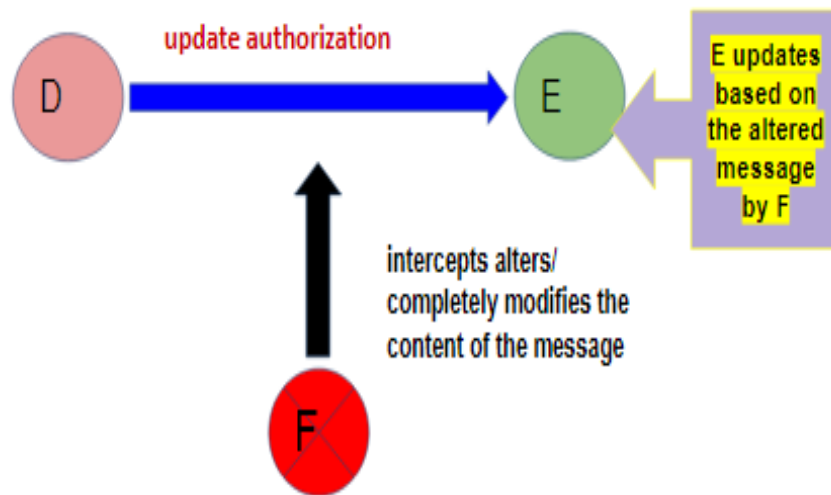 update authorization
D
E
E updates
based on
the altered
message
by F
intercepts alters/
completely modifies the
content of the message
F